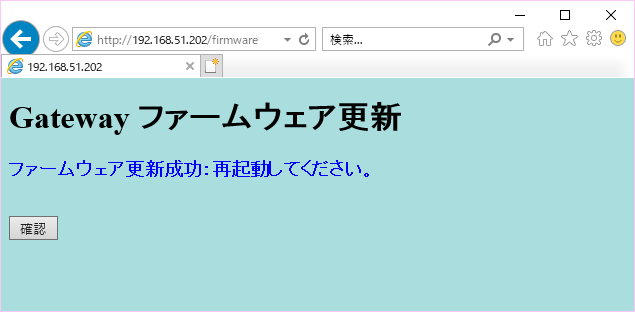 http://192.168.51.202/firmware
検索...
192.168.51.202
Gateway ファームウェア更新
ファームウェア更新成功：再起動してください。
確認